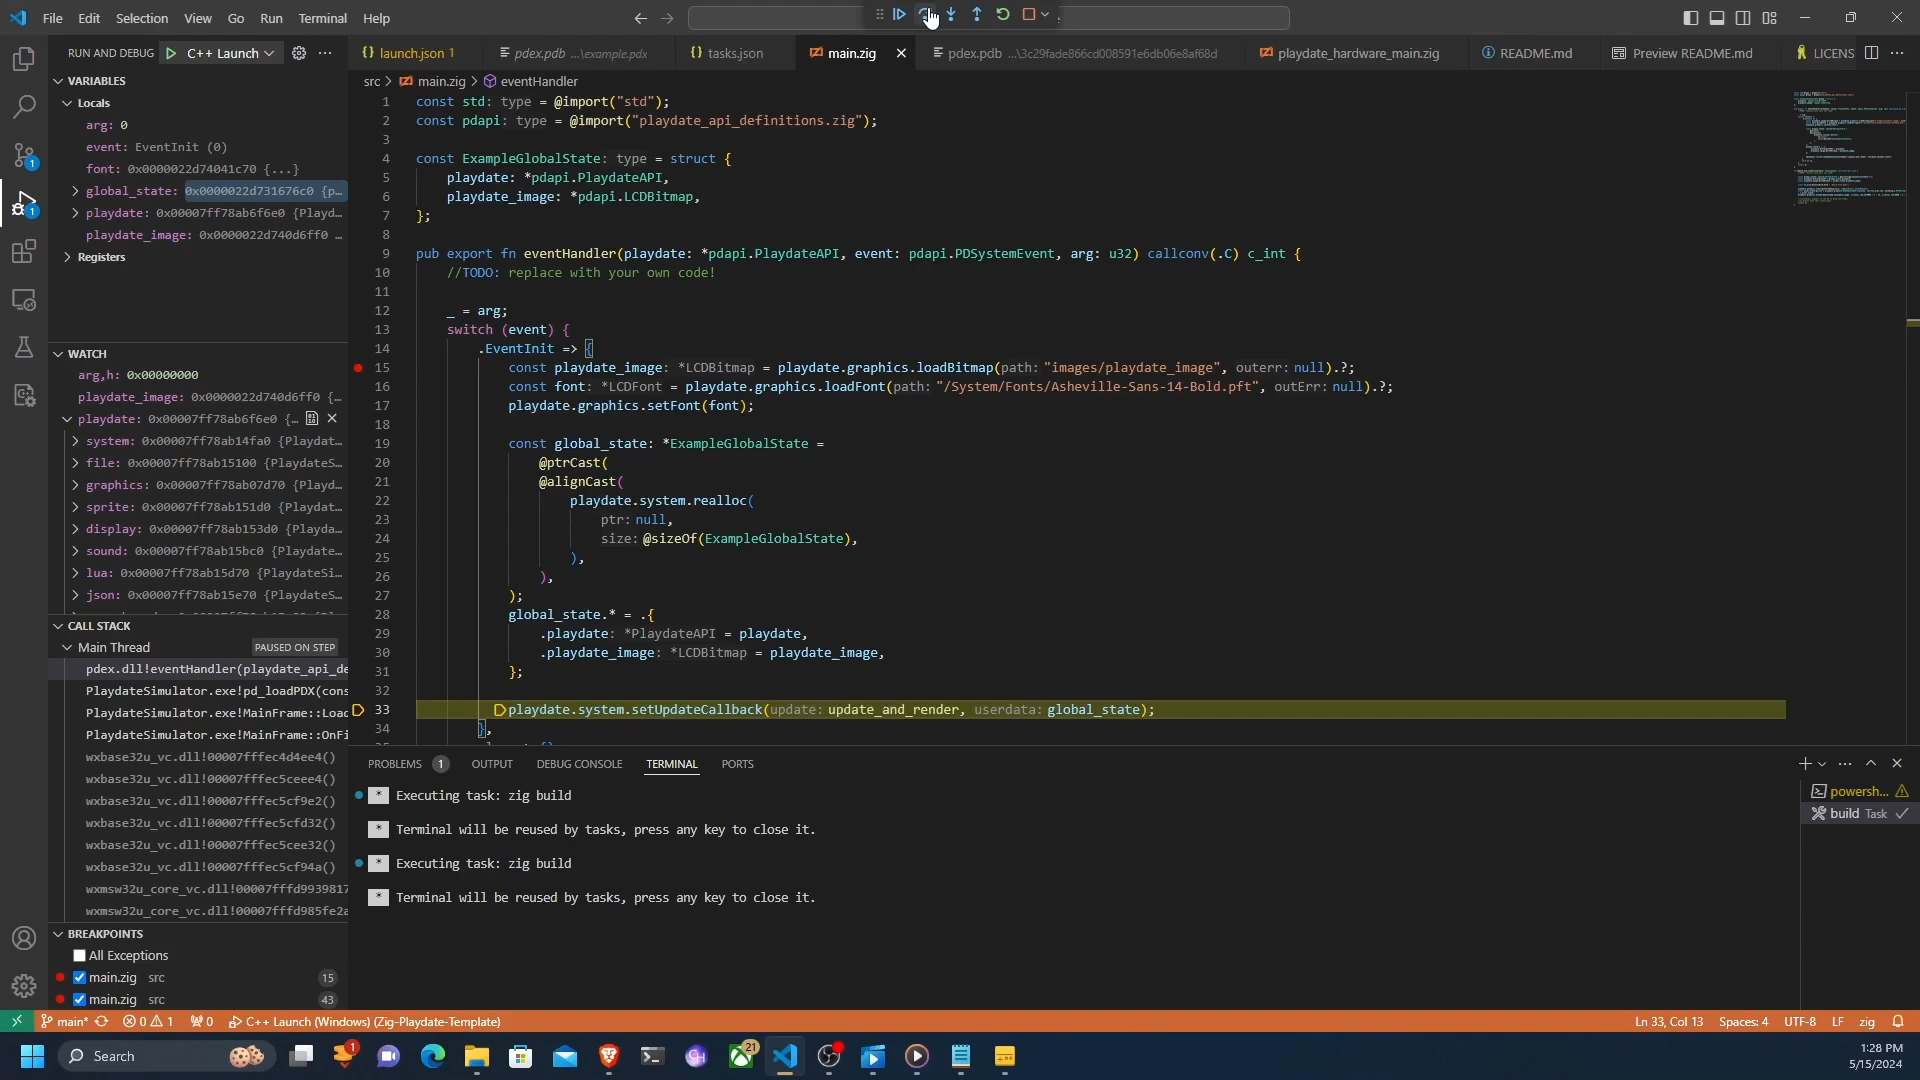 File Edit Selection View Go Run Terminal Help
RUN AND DEBUG C++ Launch
launch.json 1
pdex.pdb ...\example.pdx
tasks.json
main.zig
pdex.pdb ...\3c29fade866cd008591e6db06e8af68d
playdate_hardware_main.zig
README.md
Preview README.md
LICENS
VARIABLES
Locals
arg: 0
event: EventInit (0)
font: 0x0000022d74041c70 {...}
global_state: 0x0000022d731676c0 {p...
playdate: 0x00007ff78ab6f6e0 {Playd...
playdate_image: 0x0000022d740d6ff0 ...
Registers
WATCH
arg,h: 0x00000000
playdate_image: 0x0000022d740d6ff0 {...
playdate: 0x00007ff78ab6f6e0 {...
system: 0x00007ff78ab14fa0 {Playdat...
file: 0x00007ff78ab15100 {PlaydateS...
graphics: 0x00007ff78ab07d70 {Playd...
sprite: 0x00007ff78ab151d0 {Playdat...
display: 0x00007ff78ab153d0 {Playda...
sound: 0x00007ff78ab15bc0 {Playdate...
lua: 0x00007ff78ab15d70 {PlaydateSi...
json: 0x00007ff78ab15e70 {PlaydateS...
CALL STACK
Main Thread PAUSED ON STEP
pdex.dll!eventHandler(playdate_api_de
PlaydateSimulator.exe!pd_loadPDX(cons
PlaydateSimulator.exe!MainFrame::Load
PlaydateSimulator.exe!MainFrame::OnFi
wxbase32u_vc.dll!00007fffec4d4ee4()
wxbase32u_vc.dll!00007fffec5ceee4()
wxbase32u_vc.dll!00007fffec5cf9e2()
wxbase32u_vc.dll!00007fffec5cfd32()
wxbase32u_vc.dll!00007fffec5cee32()
wxbase32u_vc.dll!00007fffec5cf94a()
wxmsw32u_core_vc.dll!00007fffd9939817
wxmsw32u_core_vc.dll!00007fffd985fe2a
BREAKPOINTS
All Exceptions
main.zig src 15
main.zig src 43
src > main.zig > eventHandler
1 const std: type = @import("std");
2 const pdapi: type = @import("playdate_api_definitions.zig");
3
4 const ExampleGlobalState: type = struct {
5 playdate: *pdapi.PlaydateAPI,
6 playdate_image: *pdapi.LCDBitmap,
7 };
8
9 pub export fn eventHandler(playdate: *pdapi.PlaydateAPI, event: pdapi.PDSystemEvent, arg: u32) callconv(.C) c_int {
10 //TODO: replace with your own code!
11
12 _ = arg;
13 switch (event) {
14 .EventInit => {
15 const playdate_image: *LCDBitmap = playdate.graphics.loadBitmap(path: "images/playdate_image", outerr: null).?;
16 const font: *LCDFont = playdate.graphics.loadFont(path: "/System/Fonts/Asheville-Sans-14-Bold.pft", outErr: null).?;
17 playdate.graphics.setFont(font);
18
19 const global_state: *ExampleGlobalState =
20 @ptrCast(
21 @alignCast(
22 playdate.system.realloc(
23 ptr: null,
24 size: @sizeOf(ExampleGlobalState),
25 ),
26 ),
27 );
28 global_state.* = .{
29 .playdate: *PlaydateAPI = playdate,
30 .playdate_image: *LCDBitmap = playdate_image,
31 };
32
33 playdate.system.setUpdateCallback(update: update_and_render, userdata: global_state);
34 },
PROBLEMS 1 OUTPUT DEBUG CONSOLE TERMINAL PORTS
* Executing task: zig build
* Terminal will be reused by tasks, press any key to close it.
* Executing task: zig build
* Terminal will be reused by tasks, press any key to close it.
powersh...
build Task
main* 0 1 0 C++ Launch (Windows) (Zig-Playdate-Template)
Ln 33, Col 13 Spaces: 4 UTF-8 LF zig
Search
1
21
1:28 PM
5/15/2024